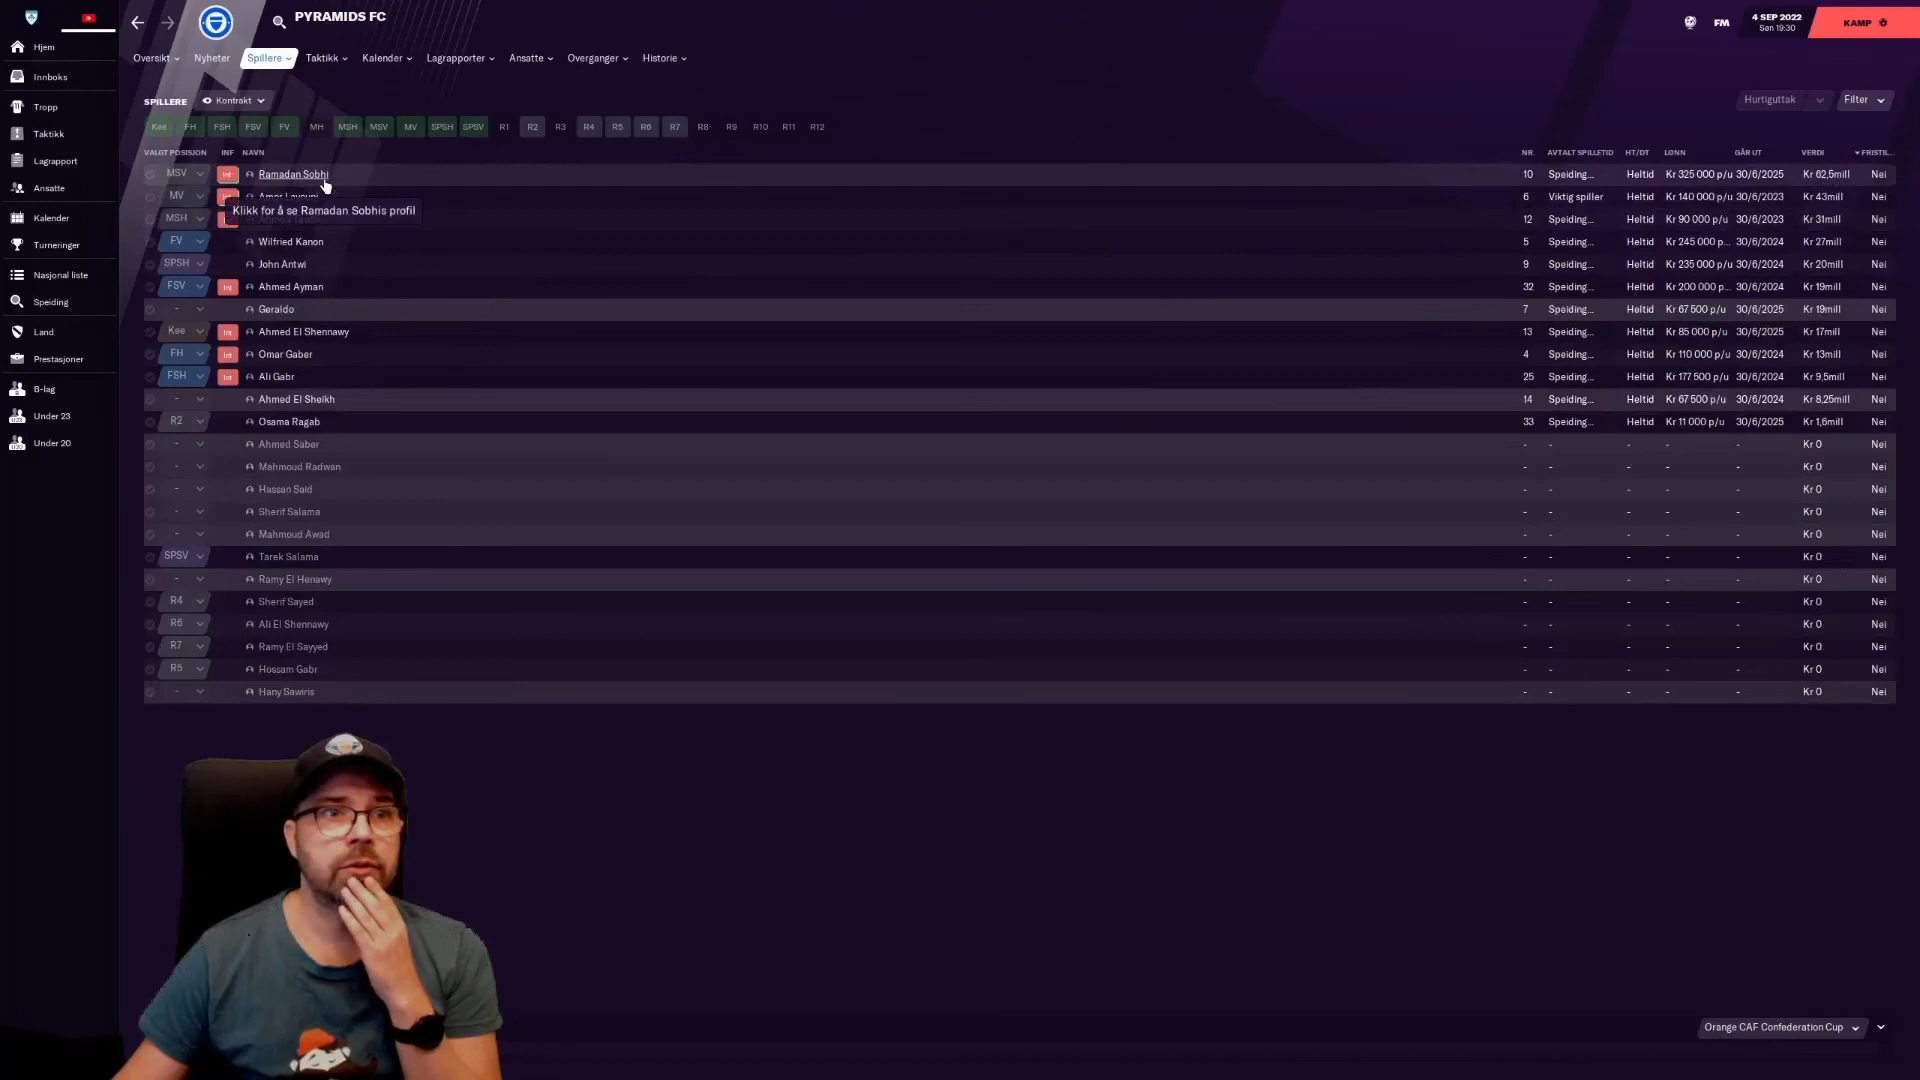 PYRAMIDS FC
FM
4 SEP 2022
Søn 19:30
KAMP
Hjem
Innboks
Tropp
Taktikk
Lagrapport
Ansatte
Kalender
Turneringer
Nasjonal liste
Speiding
Land
Prestasjoner
B-lag
Under 23
Under 20
Oversikt Nyheter Spillere Taktikk Kalender Lagrapporter Ansatte Overganger Historie
SPILLERE Kontrakt Hurtiguttak Filter
Kee FH FSH FSV FV MH MSH MSV MV SPSH SPSV R1 R2 R3 R4 R5 R6 R7 R8 R9 R10 R11 R12
VALGT POSISJON INF NAVN NR. AVTALT SPILLETID HT/DT LØNN GÅR UT VERDI FRISTIL...
MSV Int Ramadan Sobhi 10 Speiding... Heltid Kr 325 000 p/u 30/6/2025 Kr 62,5mill Nei
MV 6 Viktig spiller Heltid Kr 140 000 p/u 30/6/2023 Kr 43mill Nei
Klikk for å se Ramadan Sobhis profil
MSH 12 Speiding... Heltid Kr 90 000 p/u 30/6/2023 Kr 31mill Nei
FV Wilfried Kanon 5 Speiding... Heltid Kr 245 000 p... 30/6/2024 Kr 27mill Nei
SPSH John Antwi 9 Speiding... Heltid Kr 235 000 p/u 30/6/2024 Kr 20mill Nei
FSV Int Ahmed Ayman 32 Speiding... Heltid Kr 200 000 p... 30/6/2024 Kr 19mill Nei
- Geraldo 7 Speiding... Heltid Kr 67 500 p/u 30/6/2025 Kr 19mill Nei
Kee Int Ahmed El Shennawy 13 Speiding... Heltid Kr 85 000 p/u 30/6/2025 Kr 17mill Nei
FH Int Omar Gaber 4 Speiding... Heltid Kr 110 000 p/u 30/6/2024 Kr 13mill Nei
FSH Int Ali Gabr 25 Speiding... Heltid Kr 177 500 p/u 30/6/2024 Kr 9,5mill Nei
- Ahmed El Sheikh 14 Speiding... Heltid Kr 67 500 p/u 30/6/2024 Kr 8,25mill Nei
R2 Osama Ragab 33 Speiding... Heltid Kr 11 000 p/u 30/6/2025 Kr 1,6mill Nei
- Ahmed Saber - - - - - Kr 0 Nei
- Mahmoud Radwan - - - - - Kr 0 Nei
- Hassan Said - - - - - Kr 0 Nei
- Sherif Salama - - - - - Kr 0 Nei
- Mahmoud Awad - - - - - Kr 0 Nei
SPSV Tarek Salama - - - - - Kr 0 Nei
- Ramy El Henawy - - - - - Kr 0 Nei
R4 Sherif Sayed - - - - - Kr 0 Nei
R6 Ali El Shennawy - - - - - Kr 0 Nei
R7 Ramy El Sayyed - - - - - Kr 0 Nei
R5 Hossam Gabr - - - - - Kr 0 Nei
- Hany Sawiris - - - - - Kr 0 Nei
Orange CAF Confederation Cup